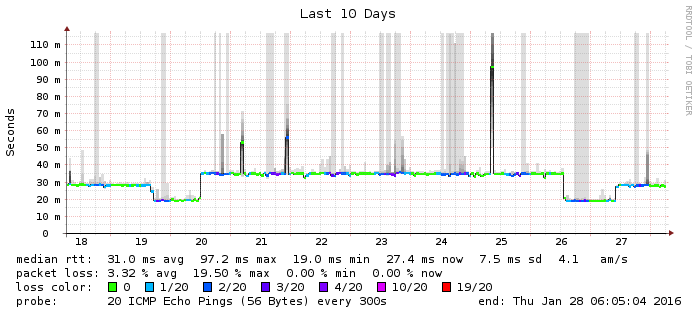 Last 10 Days
RRDTOOL / TOBI OETIKER
Seconds
110 m
100 m
90 m
80 m
70 m
60 m
50 m
40 m
30 m
20 m
10 m
0
18 19 20 21 22 23 24 25 26 27
median rtt: 31.0 ms avg 97.2 ms max 19.0 ms min 27.4 ms now 7.5 ms sd 4.1 am/s
packet loss: 3.32 % avg 19.50 % max 0.00 % min 0.00 % now
loss color: 0 1/20 2/20 3/20 4/20 10/20 19/20
probe: 20 ICMP Echo Pings (56 Bytes) every 300s end: Thu Jan 28 06:05:04 2016